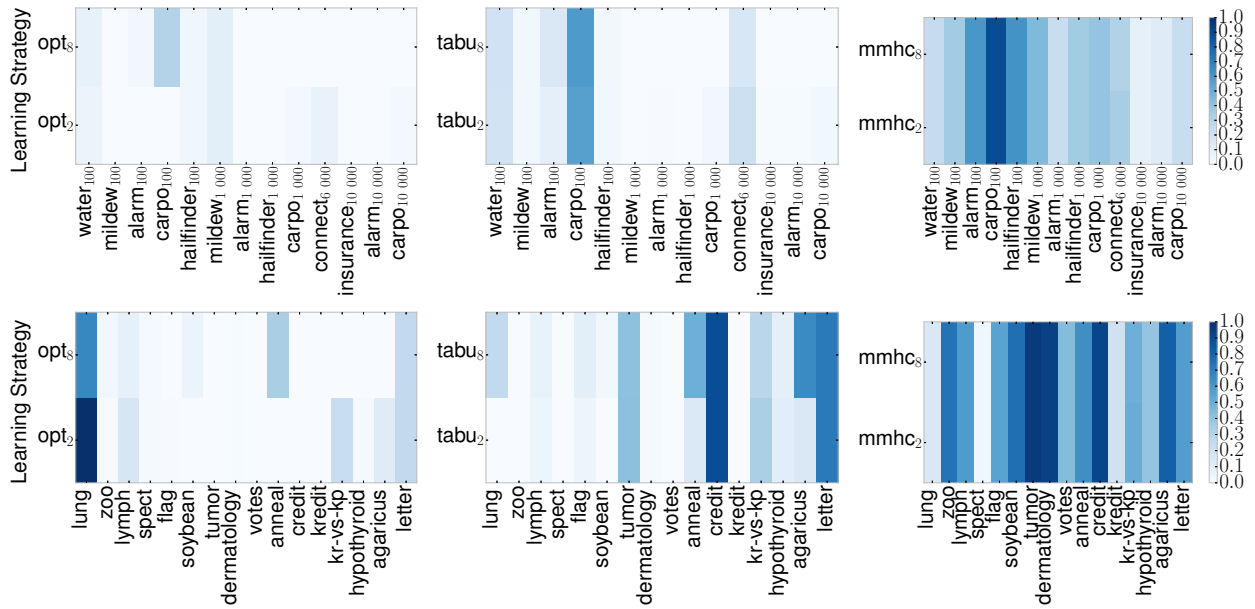 Learning Strategy
opt8
opt2
water100
mildew100
alarm100
carpo100
hailfinder100
mildew1 000
alarm1 000
hailfinder1 000
carpo1 000
connect6 000
insurance10 000
alarm10 000
carpo10 000
tabu8
tabu2
water100
mildew100
alarm100
carpo100
hailfinder100
mildew1 000
alarm1 000
hailfinder1 000
carpo1 000
connect6 000
insurance10 000
alarm10 000
carpo10 000
mmhc8
mmhc2
water100
mildew100
alarm100
carpo100
hailfinder100
mildew1 000
alarm1 000
hailfinder1 000
carpo1 000
connect6 000
insurance10 000
alarm10 000
carpo10 000
1.0
0.9
0.8
0.7
0.6
0.5
0.4
0.3
0.2
0.1
0.0
Learning Strategy
opt8
opt2
lung
zoo
lymph
spect
flag
soybean
tumor
dermatology
votes
anneal
credit
kredit
kr-vs-kp
hypothyroid
agaricus
letter
tabu8
tabu2
lung
zoo
lymph
spect
flag
soybean
tumor
dermatology
votes
anneal
credit
kredit
kr-vs-kp
hypothyroid
agaricus
letter
mmhc8
mmhc2
lung
zoo
lymph
spect
flag
soybean
tumor
dermatology
votes
anneal
credit
kredit
kr-vs-kp
hypothyroid
agaricus
letter
1.0
0.9
0.8
0.7
0.6
0.5
0.4
0.3
0.2
0.1
0.0